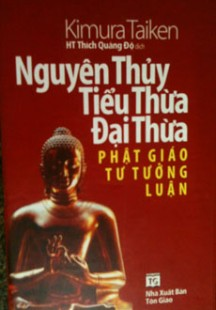 Kimura Taiken
HT Thích Quảng Độ dịch
Nguyên Thủy
Tiểu Thừa
Đại Thừa
PHẬT GIÁO
TƯ TƯỞNG
LUẬN
Nhà Xuất Bản
Tôn Giáo